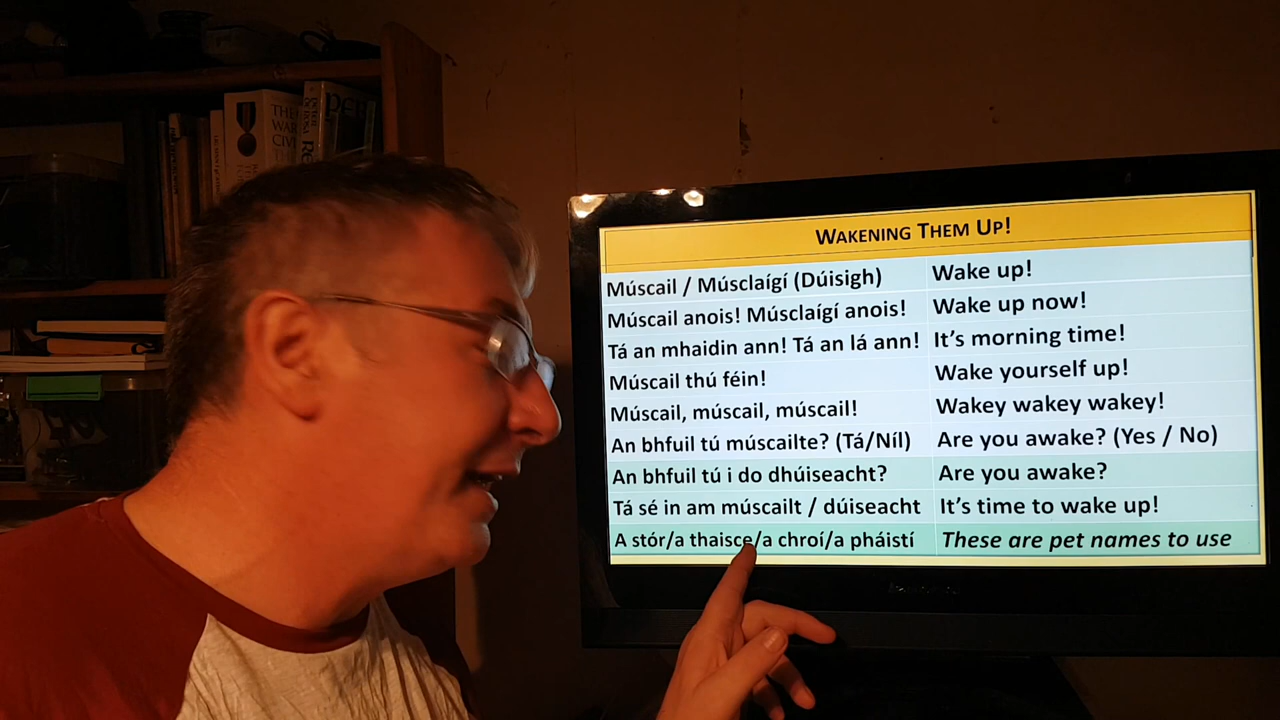 THE
WAR
CIVI
WAKENING THEM UP!
Múscail / Músclaígí (Dúisigh) Wake up!
Múscail anois! Músclaígí anois! Wake up now!
Tá an mhaidin ann! Tá an lá ann! It's morning time!
Múscail thú féin! Wake yourself up!
Múscail, múscail, múscail! Wakey wakey wakey!
An bhfuil tú múscailte? (Tá/Níl) Are you awake? (Yes / No)
An bhfuil tú i do dhúiseacht? Are you awake?
Tá sé in am múscailt / dúiseacht It's time to wake up!
A stór/a thaisce/a chroí/a pháistí These are pet names to use